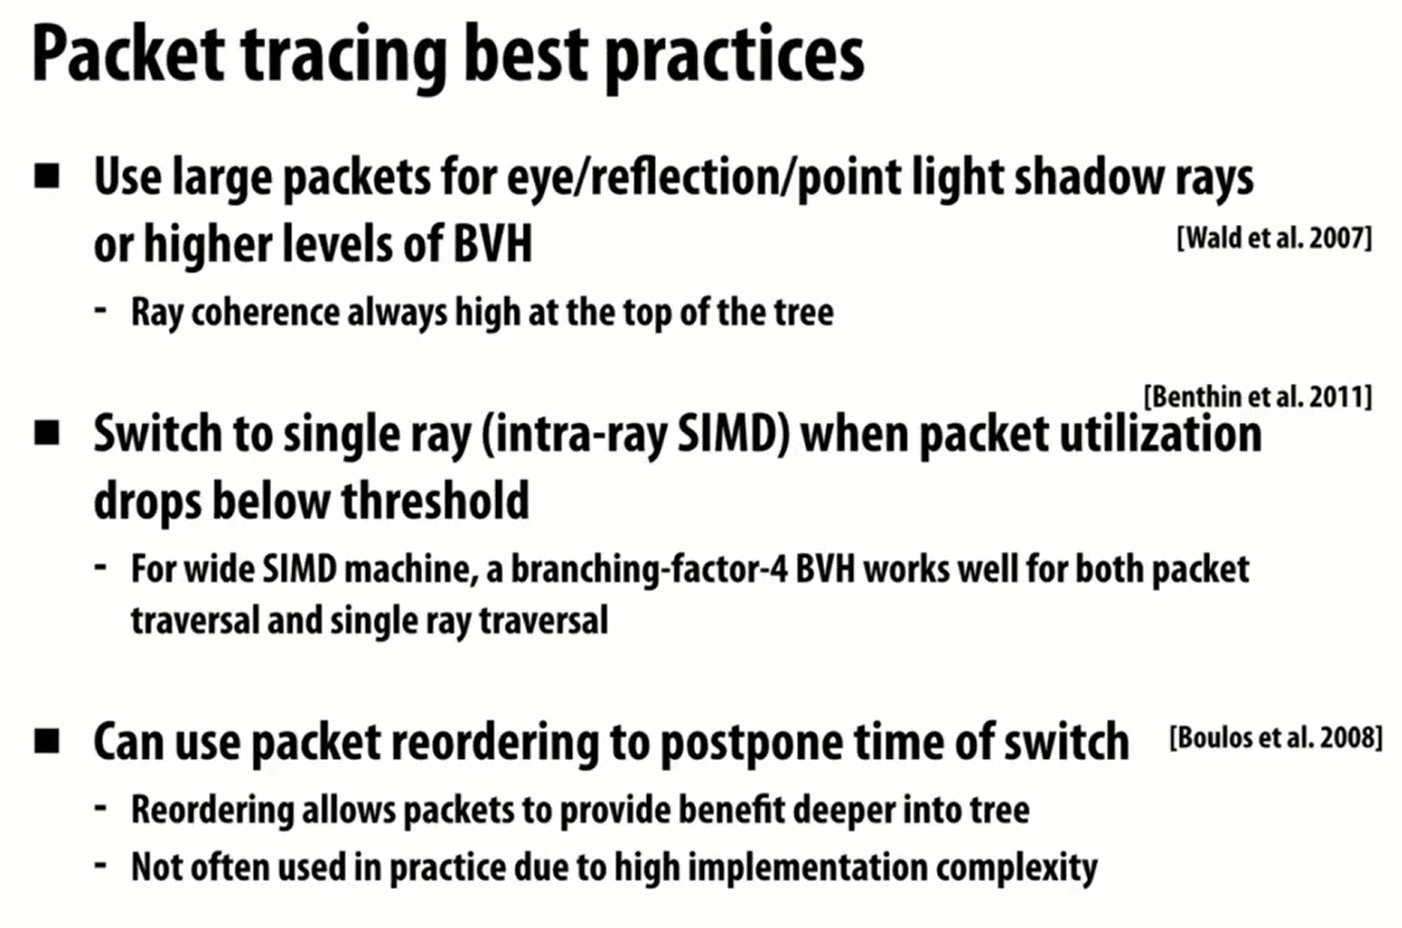 Packet tracing best practices
■ Use large packets for eye/reflection/point light shadow rays
or higher levels of BVH
[Wald et al. 2007]
- Ray coherence always high at the top of the tree
[Benthin et al. 2011]
■ Switch to single ray (intra-ray SIMD) when packet utilization
drops below threshold
- For wide SIMD machine, a branching-factor-4 BVH works well for both packet
traversal and single ray traversal
■ Can use packet reordering to postpone time of switch [Boulos et al. 2008]
- Reordering allows packets to provide benefit deeper into tree
- Not often used in practice due to high implementation complexity